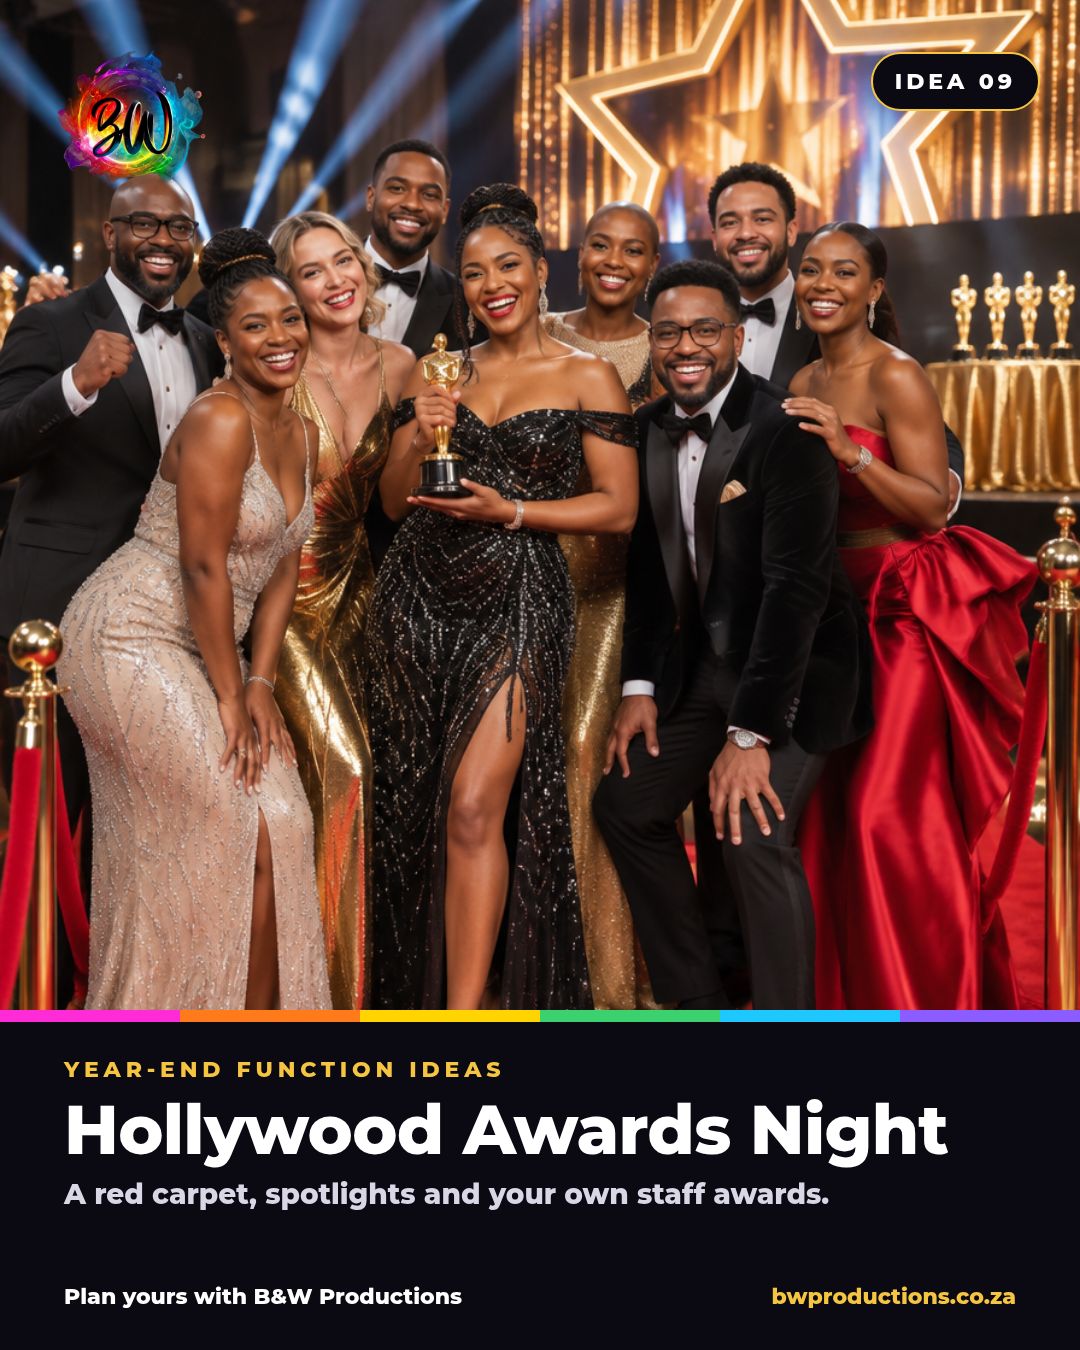 BW
IDEA 09
YEAR-END FUNCTION IDEAS
Hollywood Awards Night
A red carpet, spotlights and your own staff awards.
Plan yours with B&W Productions
bwproductions.co.za